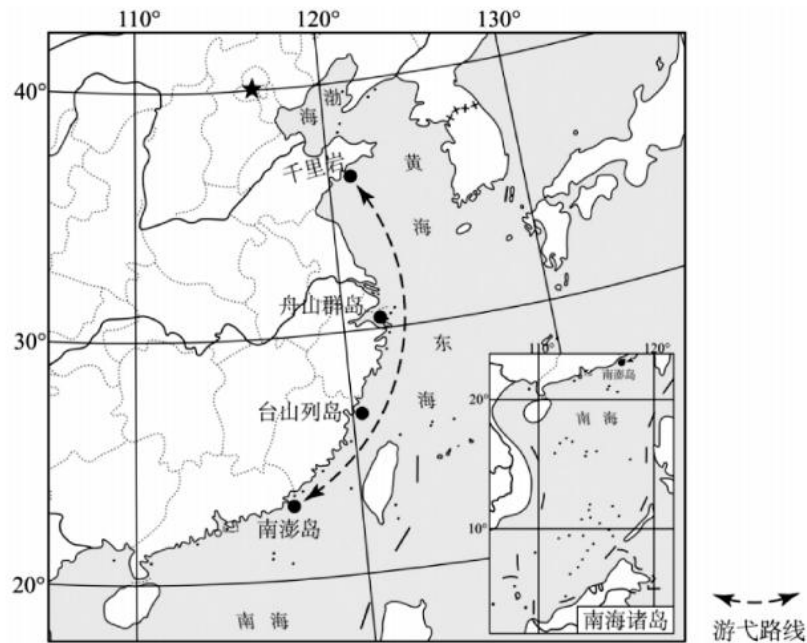 110°
120°
130°
40°
30°
20°
渤
海
千里岩
黄
海
舟山群岛
东
海
台山列岛
南澎岛
南 海
110°
120°
南澎岛
20°
南 海
10°
南海诸岛
游弋路线